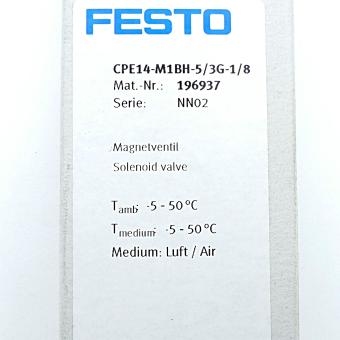 FESTO
CPE14-M1BH-5/3G-1/8
Mat.-Nr.: 196937
Serie: NN02
Magnetventil
Solenoid valve
Tamb: -5 - 50 °C
Tmedium: -5 - 50 °C
Medium: Luft / Air